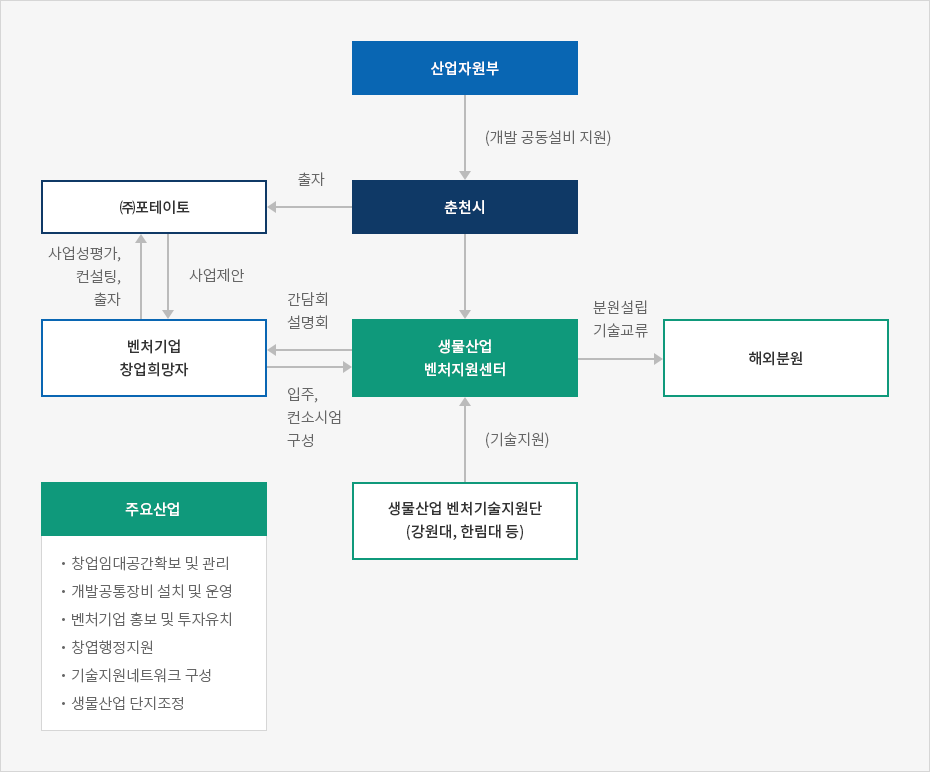 산업자원부
(개발 공동설비 지원)
출자
㈜포테이토
춘천시
사업성평가,
컨설팅,
출자
사업제안
간담회
설명회
분원설립
기술교류
벤처기업
창업희망자
생물산업
벤처지원센터
해외분원
입주,
컨소시엄
구성
(기술지원)
생물산업 벤처기술지원단
(강원대, 한림대 등)
주요산업
· 창업임대공간확보 및 관리
· 개발공통장비 설치 및 운영
· 벤처기업 홍보 및 투자유치
· 창엽행정지원
· 기술지원네트워크 구성
· 생물산업 단지조정